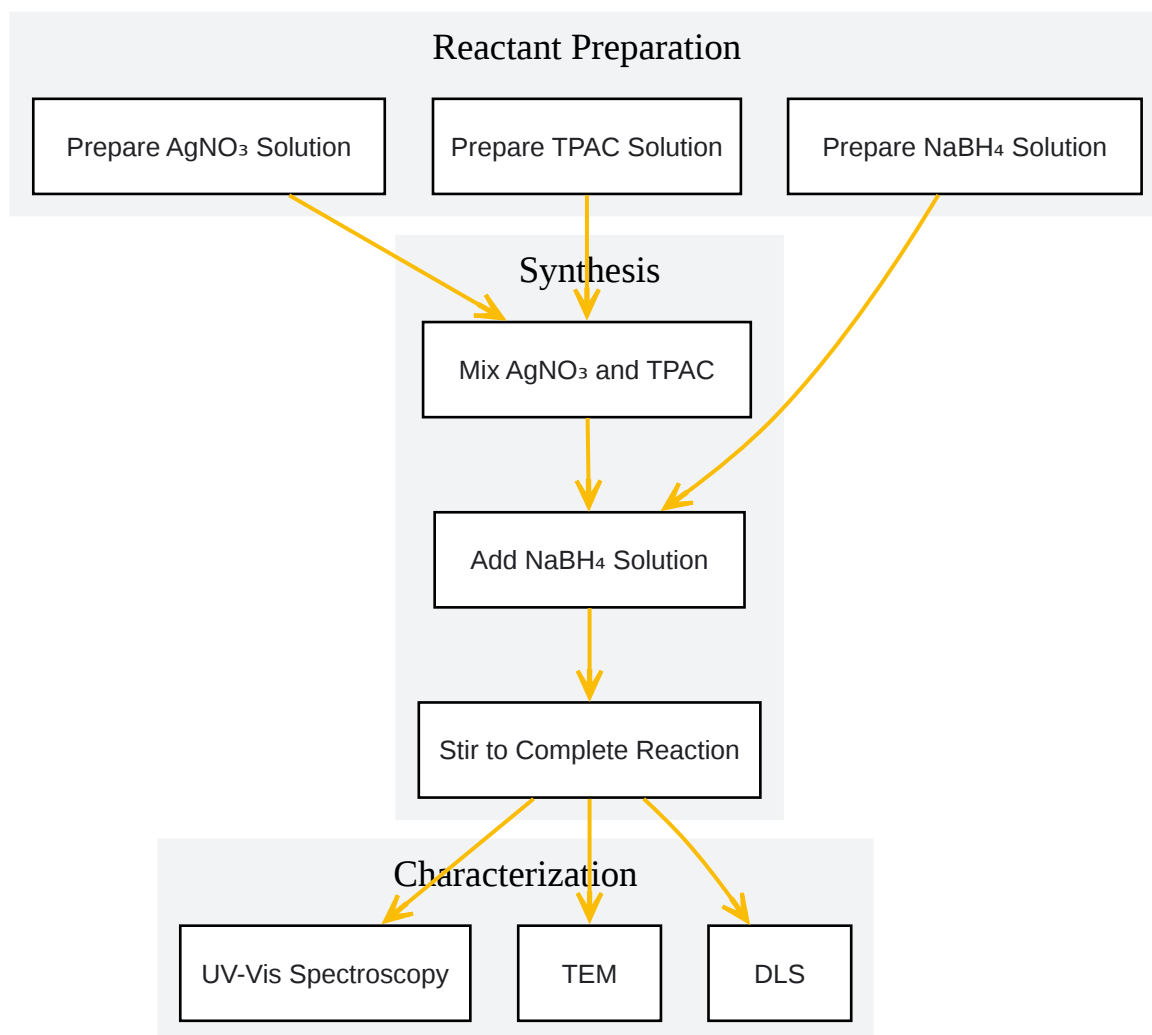 Reactant Preparation
Prepare AgNO₃ Solution
Prepare TPAC Solution
Prepare NaBH₄ Solution
Synthesis
Mix AgNO₃ and TPAC
Add NaBH₄ Solution
Stir to Complete Reaction
Characterization
UV-Vis Spectroscopy
TEM
DLS